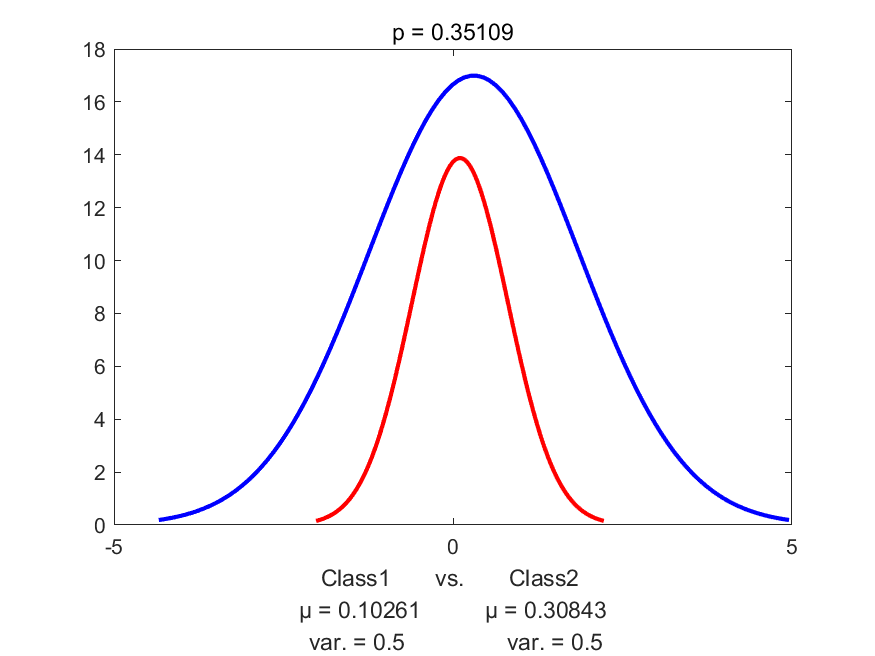 p = 0.35109
18
16
14
12
10
8
6
4
2
0
-5 0 5
Class1 vs. Class2
μ = 0.10261 μ = 0.30843
var. = 0.5 var. = 0.5